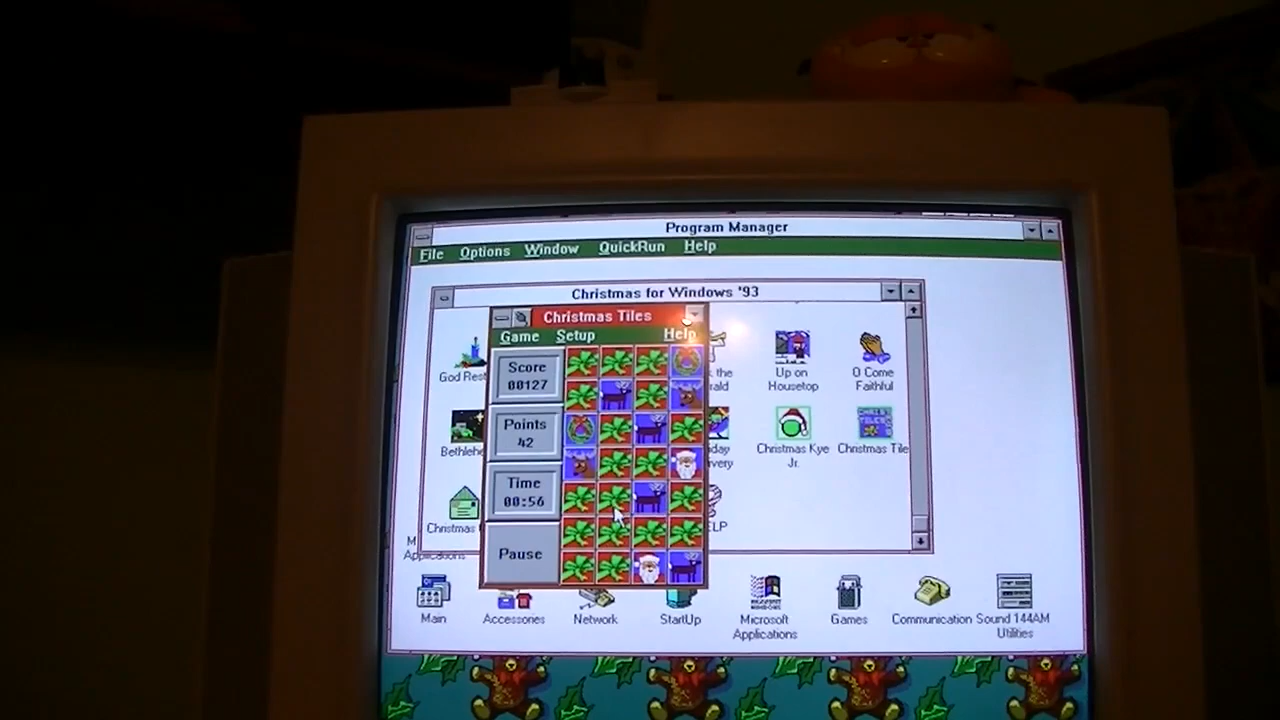 Program Manager
File Options Window QuickRun Help
Christmas for Windows '93
Christmas Tiles
Game Setup Help
Score
00127
Points
42
Time
00:56
Pause
God Rest
the
Up on
Housetop
O Come
Faithful
Christmas Kye
Jr.
Christmas Tile
Christmas
Main
Accessories
Network
StartUp
Microsoft
Applications
Games
Communication
Sound 144AM
Utilities